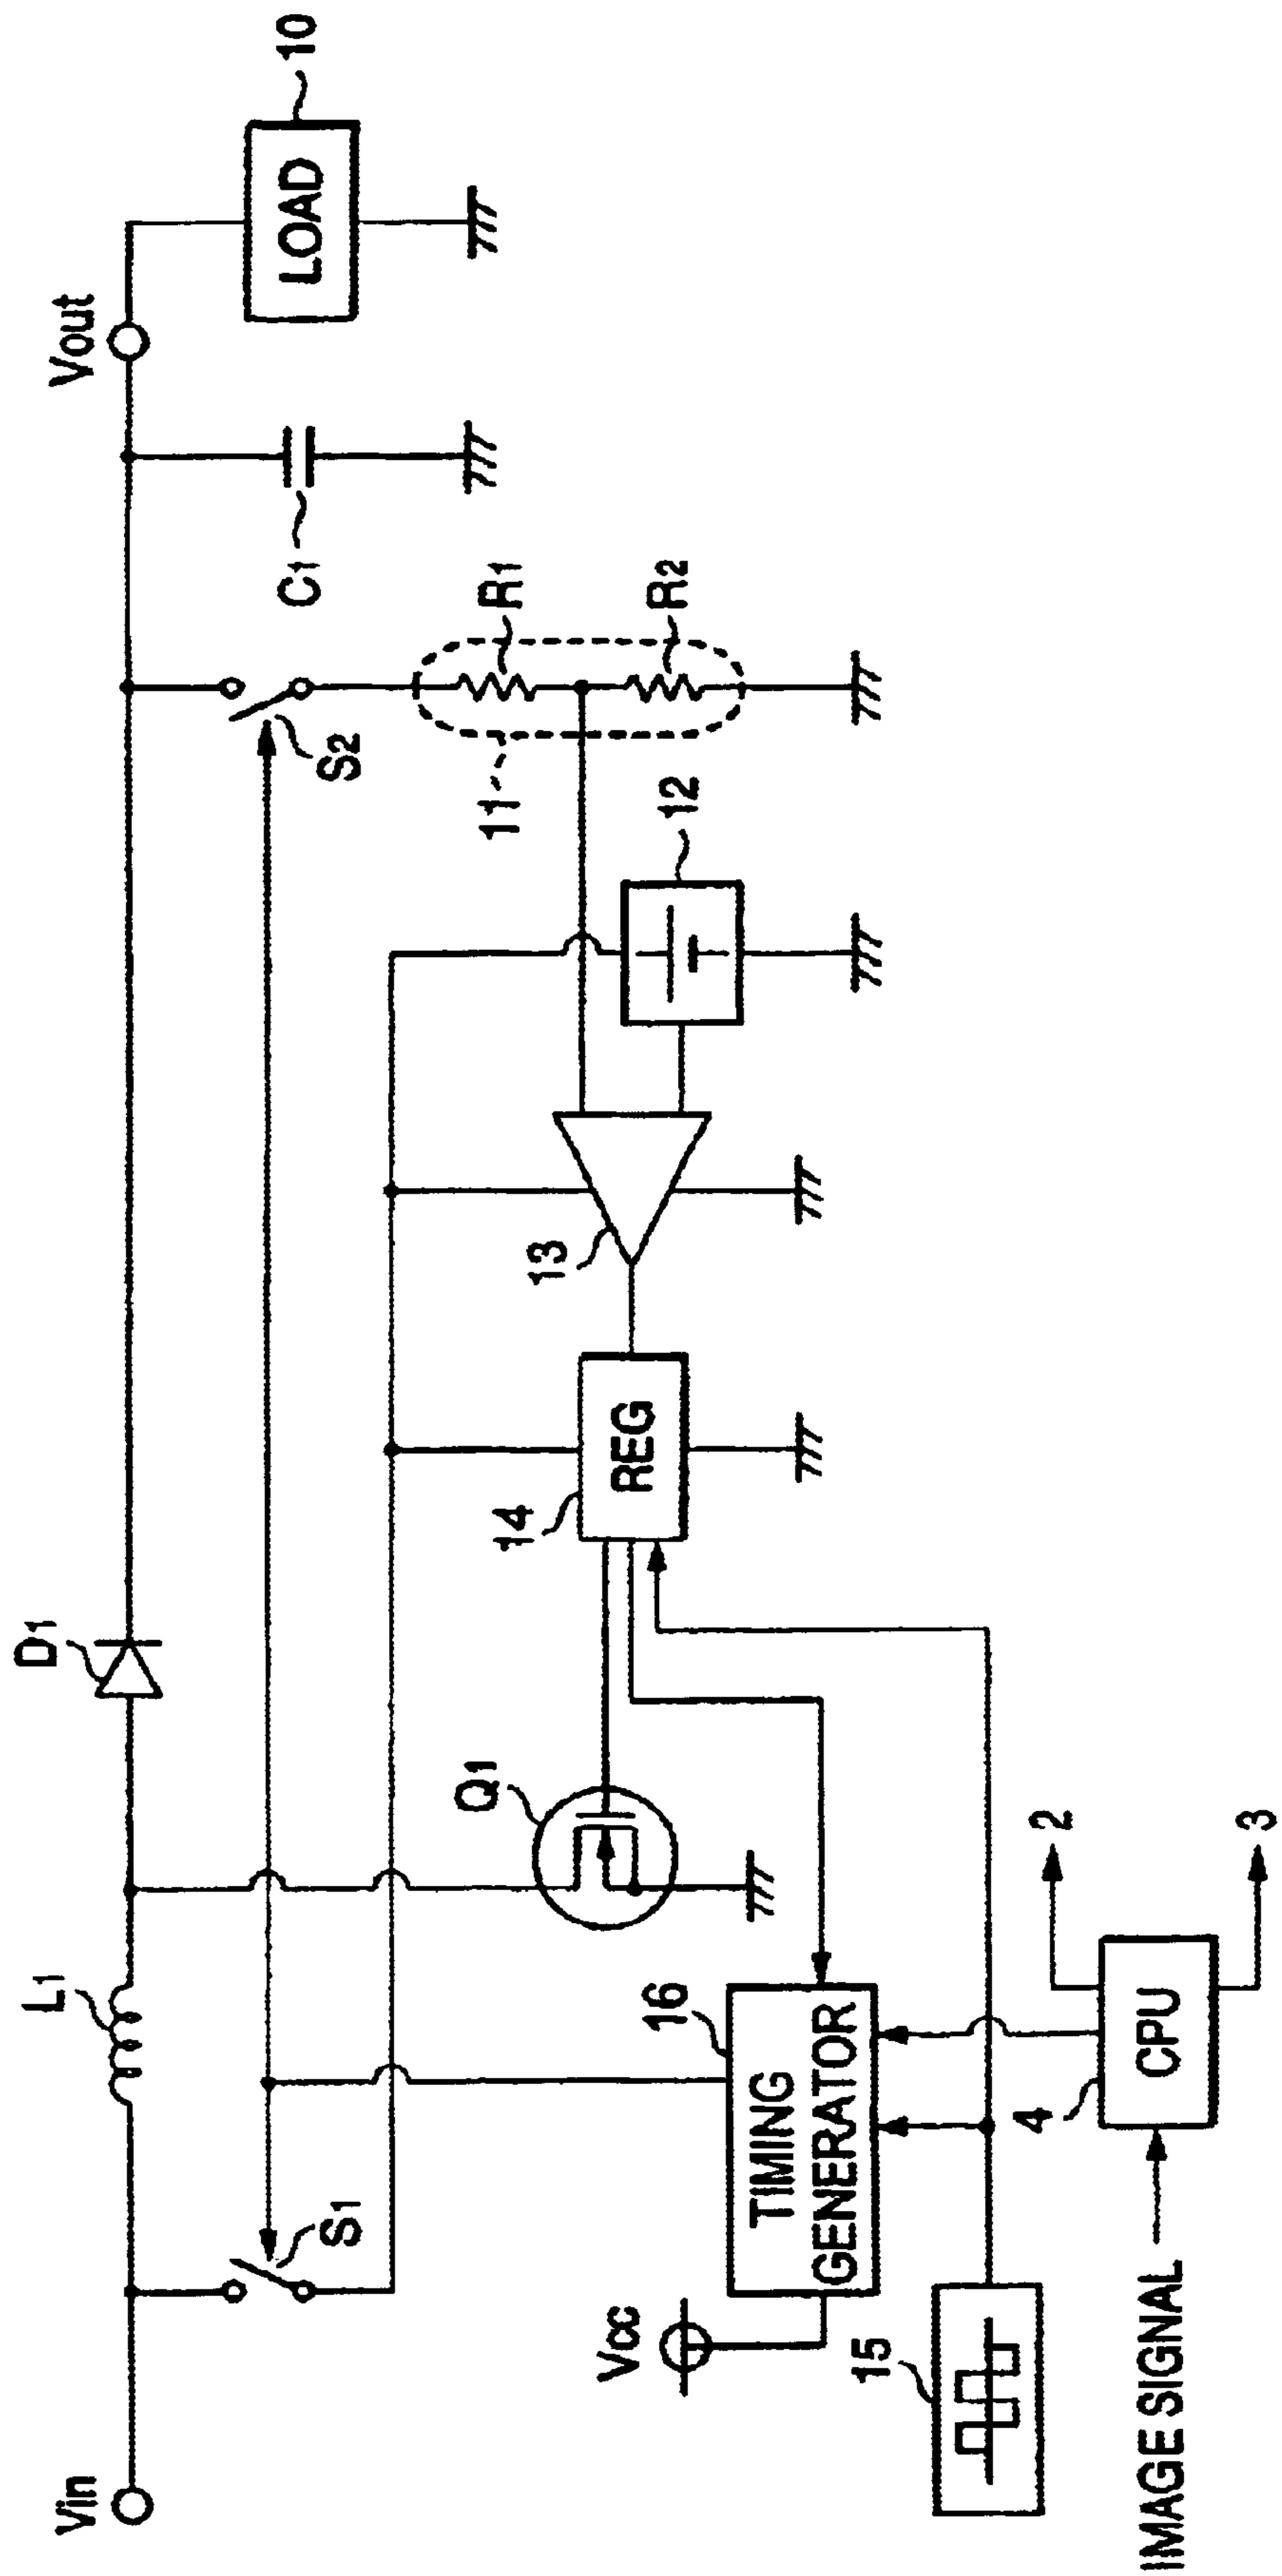 Vin
L1
D1
Vout
10
LOAD
S1
S2
C1
R1
R2
11
12
13
14
REG
Q1
16
TIMING
GENERATOR
Vcc
15
4
CPU
2
3
IMAGE SIGNAL